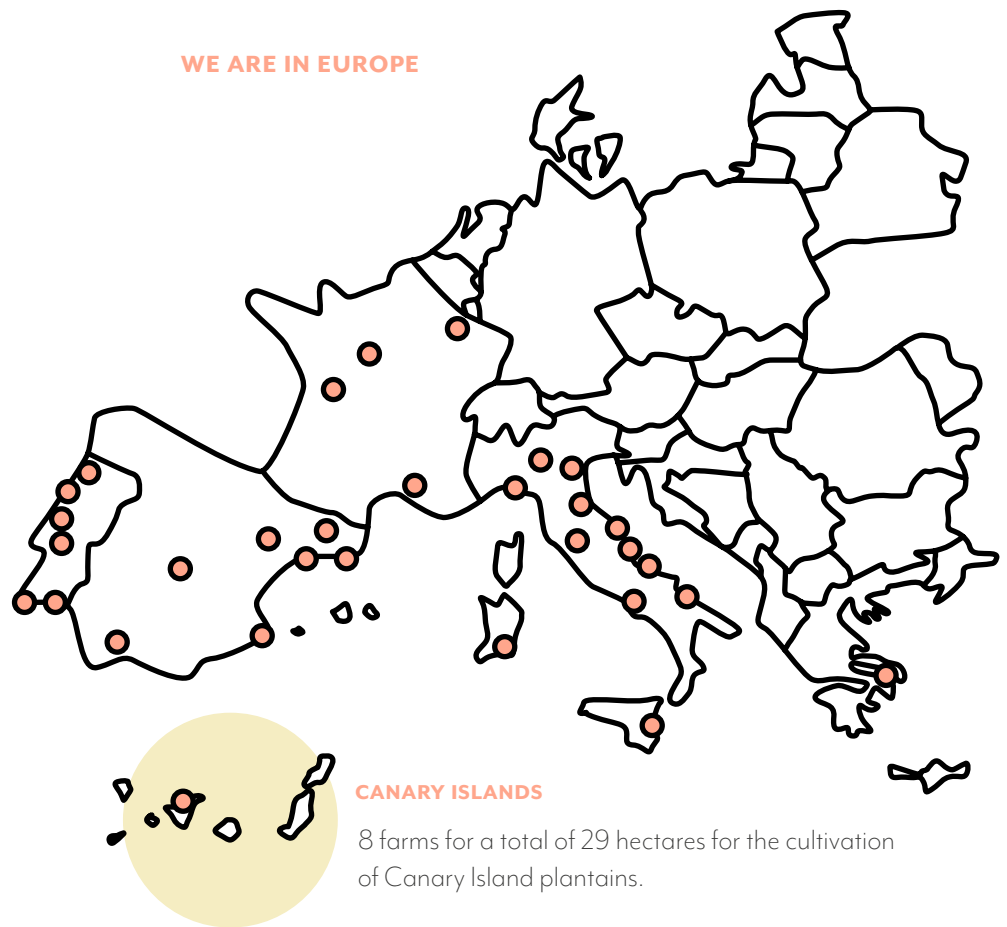 WE ARE IN EUROPE
CANARY ISLANDS
8 farms for a total of 29 hectares for the cultivation
of Canary Island plantains.